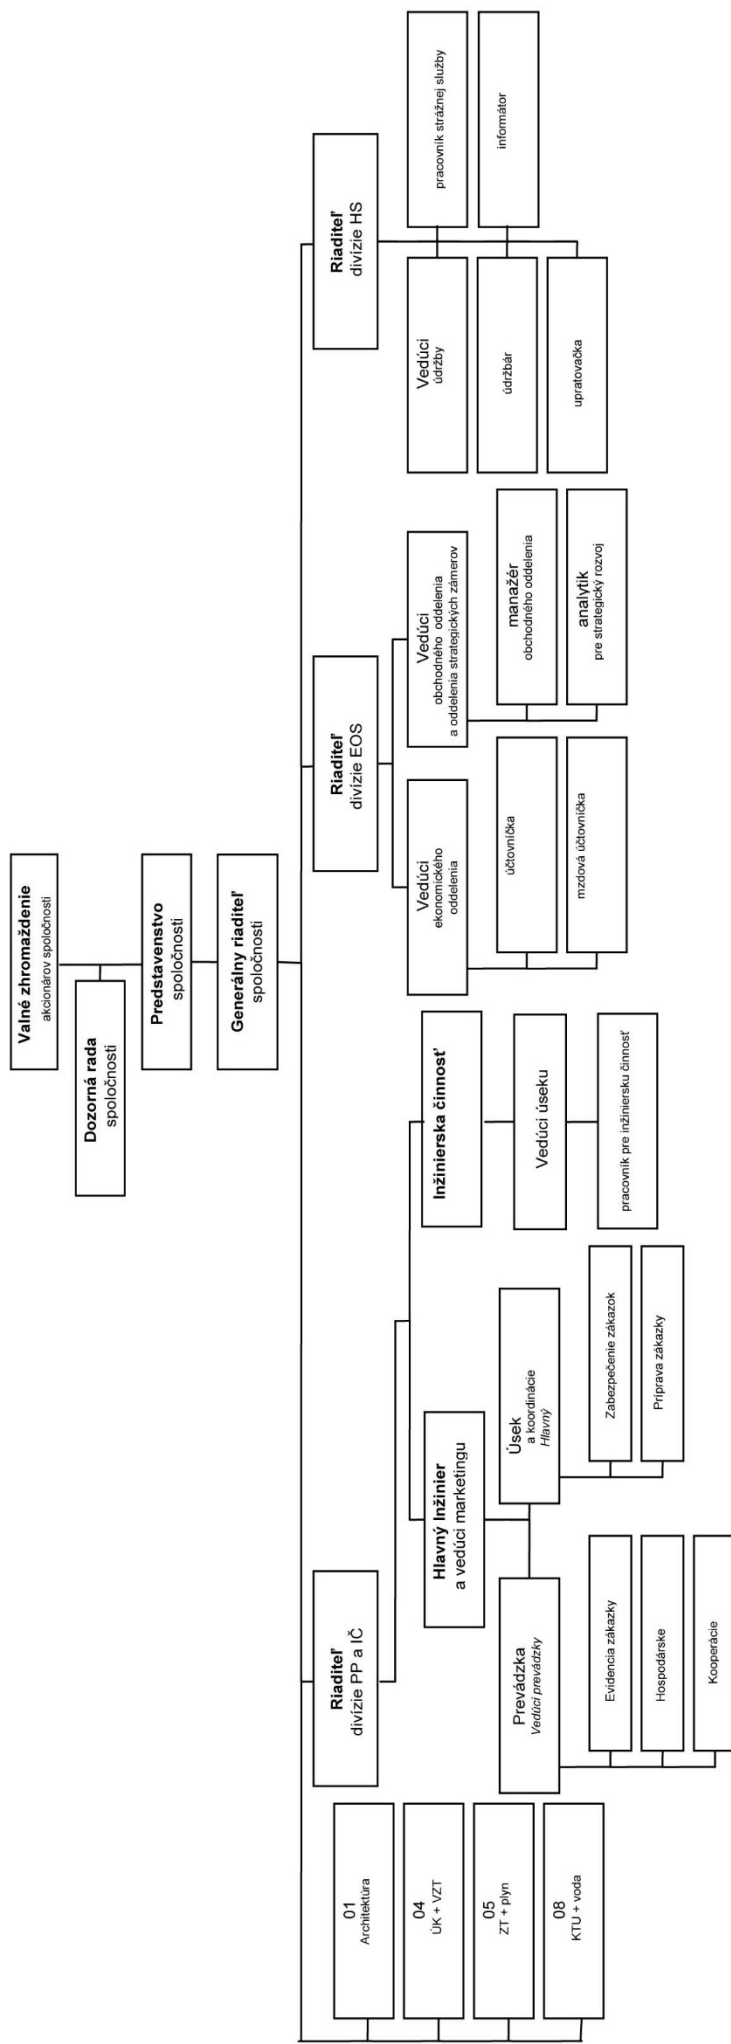 Valné zhromaždenie
akcionárov spoločnosti
Dozorná rada
spoločnosti
Predstavenstvo
spoločnosti
Generálny riaditeľ
spoločnosti
Riaditeľ
divízie PP a IČ
Riaditeľ
divízie EOS
Riaditeľ
divízie HS
01
Architektúra
04
ÚK + VZT
05
ZT + plyn
08
KTU + voda
Hlavný Inžinier
a vedúci marketingu
Inžinierska činnosť
Prevádzka
Vedúci prevádzky
Úsek
a koordinácie
Hlavný
Vedúci úseku
Evidencia zákazky
Hospodárske
Kooperácie
Zabezpečenie zákazok
Príprava zákazky
pracovník pre inžiniersku činnosť
Vedúci
ekonomického
oddelenia
účtovníčka
mzdová účtovníčka
Vedúci
obchodného oddelenia
a oddelenia strategických zámerov
manažér
obchodného oddelenia
analytik
pre strategický rozvoj
Vedúci
údržby
údržbár
upratovačka
pracovník strážnej služby
informátor